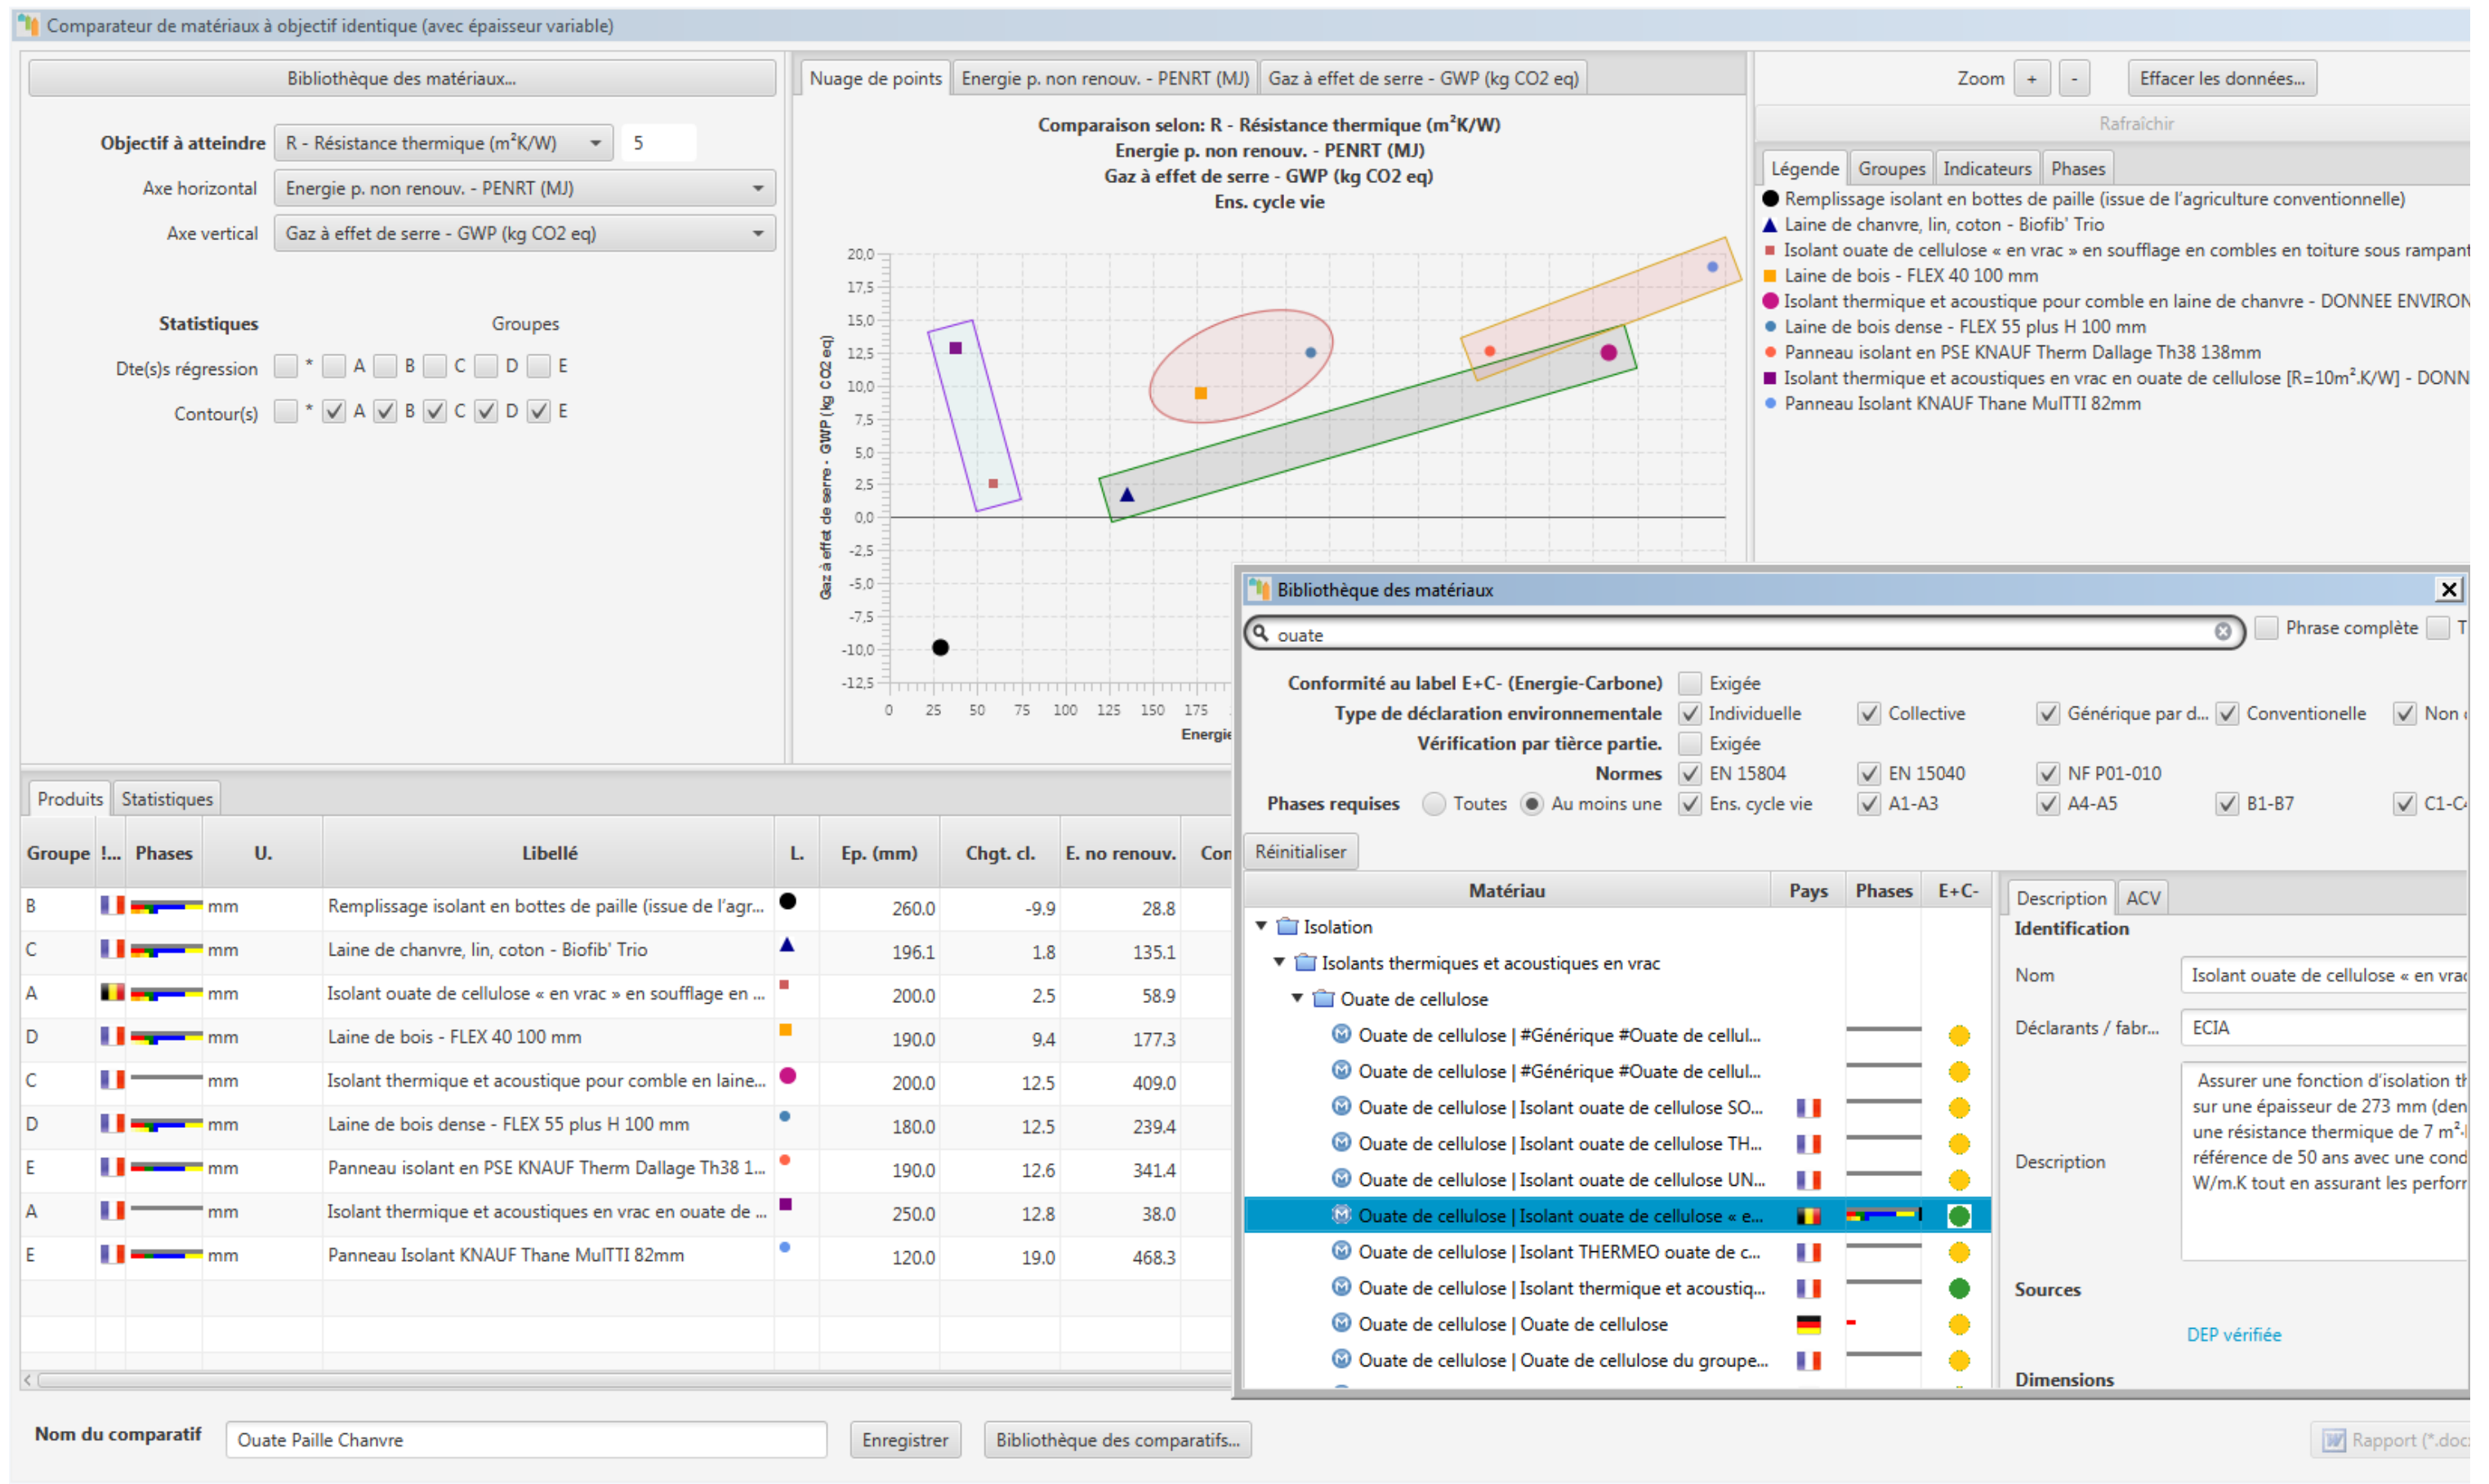 Comparateur de matériaux à objectif identique (avec épaisseur variable)
Bibliothèque des matériaux...
Objectif à atteindre R - Résistance thermique (m²K/W) 5
Axe horizontal Energie p. non renouv. - PENRT (MJ)
Axe vertical Gaz à effet de serre - GWP (kg CO2 eq)
Statistiques Groupes
Dte(s)s régression * A B C D E
Contour(s) * A B C D E
Nuage de points Energie p. non renouv. - PENRT (MJ) Gaz à effet de serre - GWP (kg CO2 eq)
Comparaison selon: R - Résistance thermique (m²K/W)
Energie p. non renouv. - PENRT (MJ)
Gaz à effet de serre - GWP (kg CO2 eq)
Ens. cycle vie
Gaz à effet de serre - GWP (kg CO2 eq)
20,0
17,5
15,0
12,5
10,0
7,5
5,0
2,5
0,0
-2,5
-5,0
-7,5
-10,0
-12,5
0 25 50 75 100 125 150 175
Energie
Zoom + - Effacer les données...
Rafraîchir
Légende Groupes Indicateurs Phases
Remplissage isolant en bottes de paille (issue de l'agriculture conventionnelle)
Laine de chanvre, lin, coton - Biofib' Trio
Isolant ouate de cellulose « en vrac » en soufflage en combles en toiture sous rampant
Laine de bois - FLEX 40 100 mm
Isolant thermique et acoustique pour comble en laine de chanvre - DONNEE ENVIRON
Laine de bois dense - FLEX 55 plus H 100 mm
Panneau isolant en PSE KNAUF Therm Dallage Th38 138mm
Isolant thermique et acoustiques en vrac en ouate de cellulose [R=10m².K/W] - DONN
Panneau Isolant KNAUF Thane MulTTI 82mm
Produits Statistiques
Groupe !... Phases U. Libellé L. Ep. (mm) Chgt. cl. E. no renouv. Con
B mm Remplissage isolant en bottes de paille (issue de l'agr... 260.0 -9.9 28.8
C mm Laine de chanvre, lin, coton - Biofib' Trio 196.1 1.8 135.1
A mm Isolant ouate de cellulose « en vrac » en soufflage en ... 200.0 2.5 58.9
D mm Laine de bois - FLEX 40 100 mm 190.0 9.4 177.3
C mm Isolant thermique et acoustique pour comble en laine... 200.0 12.5 409.0
D mm Laine de bois dense - FLEX 55 plus H 100 mm 180.0 12.5 239.4
E mm Panneau isolant en PSE KNAUF Therm Dallage Th38 1... 190.0 12.6 341.4
A mm Isolant thermique et acoustiques en vrac en ouate de ... 250.0 12.8 38.0
E mm Panneau Isolant KNAUF Thane MulTTI 82mm 120.0 19.0 468.3
Bibliothèque des matériaux
ouate Phrase complète T
Conformité au label E+C- (Energie-Carbone) Exigée
Type de déclaration environnementale Individuelle Collective Générique par d... Conventionelle Non
Vérification par tièrce partie. Exigée
Normes EN 15804 EN 15040 NF P01-010
Phases requises Toutes Au moins une Ens. cycle vie A1-A3 A4-A5 B1-B7 C1-C4
Réinitialiser
Matériau Pays Phases E+C-
Isolation
Isolants thermiques et acoustiques en vrac
Ouate de cellulose
Ouate de cellulose | #Générique #Ouate de cellul...
Ouate de cellulose | #Générique #Ouate de cellul...
Ouate de cellulose | Isolant ouate de cellulose SO...
Ouate de cellulose | Isolant ouate de cellulose TH...
Ouate de cellulose | Isolant ouate de cellulose UN...
Ouate de cellulose | Isolant ouate de cellulose « e...
Ouate de cellulose | Isolant THERMEO ouate de c...
Ouate de cellulose | Isolant thermique et acoustiq...
Ouate de cellulose | Ouate de cellulose
Ouate de cellulose | Ouate de cellulose du groupe...
Description ACV
Identification
Nom Isolant ouate de cellulose « en vrac
Déclarants / fabr... ECIA
Description
Assurer une fonction d'isolation th
sur une épaisseur de 273 mm (den
une résistance thermique de 7 m².
référence de 50 ans avec une cond
W/m.K tout en assurant les perforr
Sources
DEP vérifiée
Dimensions
Nom du comparatif Ouate Paille Chanvre Enregistrer Bibliothèque des comparatifs... Rapport (*.doc